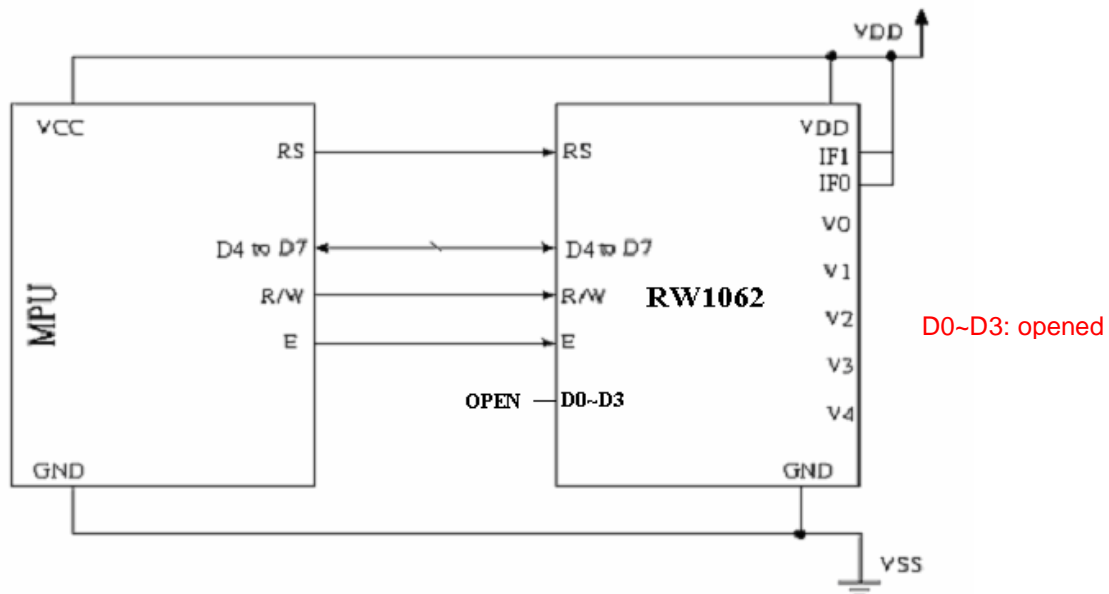 VDD
VCC
RS
D4 to D7
R/W
E
MPU
GND
RS
D4 to D7
R/W
E
OPEN
D0~D3
RW1062
VDD
IF1
IF0
V0
V1
V2
V3
V4
GND
D0~D3: opened
VSS